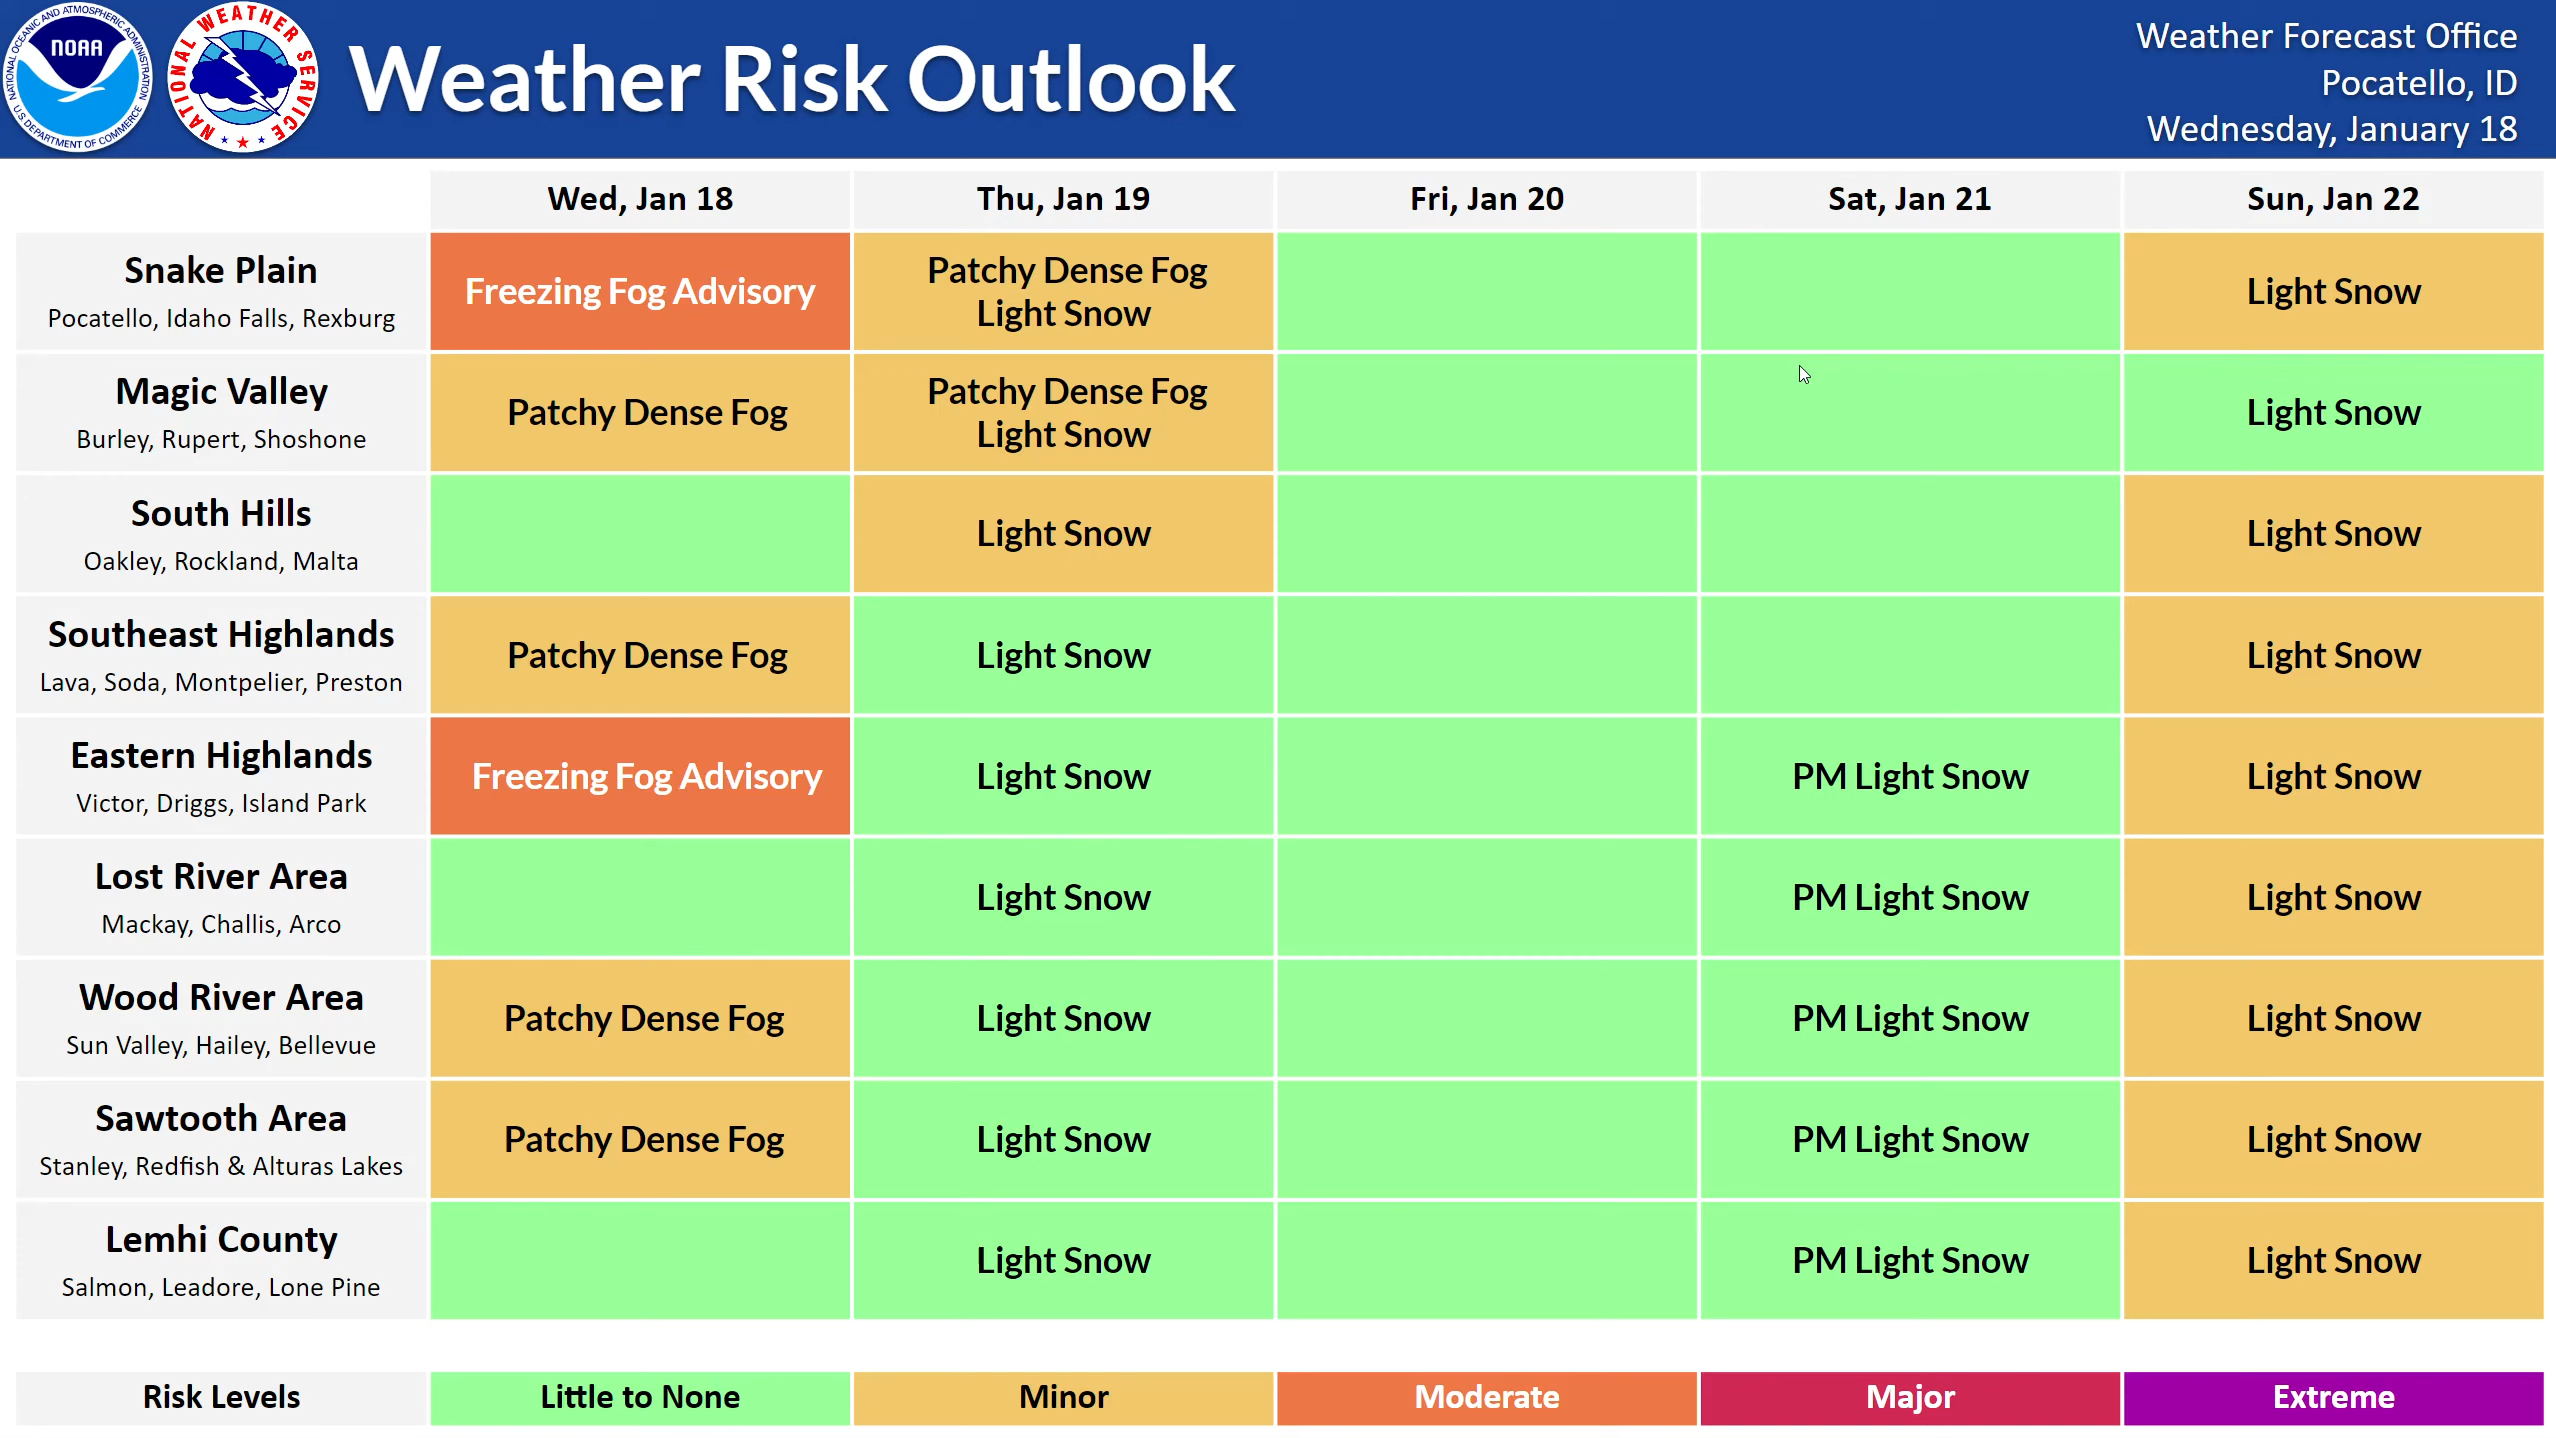 NATIONAL OCEANIC AND ATMOSPHERIC ADMINISTRATION
NOAA
U.S. DEPARTMENT OF COMMERCE
NATIONAL WEATHER SERVICE
Weather Risk Outlook
Weather Forecast Office
Pocatello, ID
Wednesday, January 18
Wed, Jan 18 Thu, Jan 19 Fri, Jan 20 Sat, Jan 21 Sun, Jan 22
Snake Plain
Pocatello, Idaho Falls, Rexburg
Freezing Fog Advisory
Patchy Dense Fog
Light Snow
Light Snow
Magic Valley
Burley, Rupert, Shoshone
Patchy Dense Fog
Patchy Dense Fog
Light Snow
Light Snow
South Hills
Oakley, Rockland, Malta
Light Snow
Light Snow
Southeast Highlands
Lava, Soda, Montpelier, Preston
Patchy Dense Fog
Light Snow
Light Snow
Eastern Highlands
Victor, Driggs, Island Park
Freezing Fog Advisory
Light Snow
PM Light Snow
Light Snow
Lost River Area
Mackay, Challis, Arco
Light Snow
PM Light Snow
Light Snow
Wood River Area
Sun Valley, Hailey, Bellevue
Patchy Dense Fog
Light Snow
PM Light Snow
Light Snow
Sawtooth Area
Stanley, Redfish & Alturas Lakes
Patchy Dense Fog
Light Snow
PM Light Snow
Light Snow
Lemhi County
Salmon, Leadore, Lone Pine
Light Snow
PM Light Snow
Light Snow
Risk Levels Little to None Minor Moderate Major Extreme